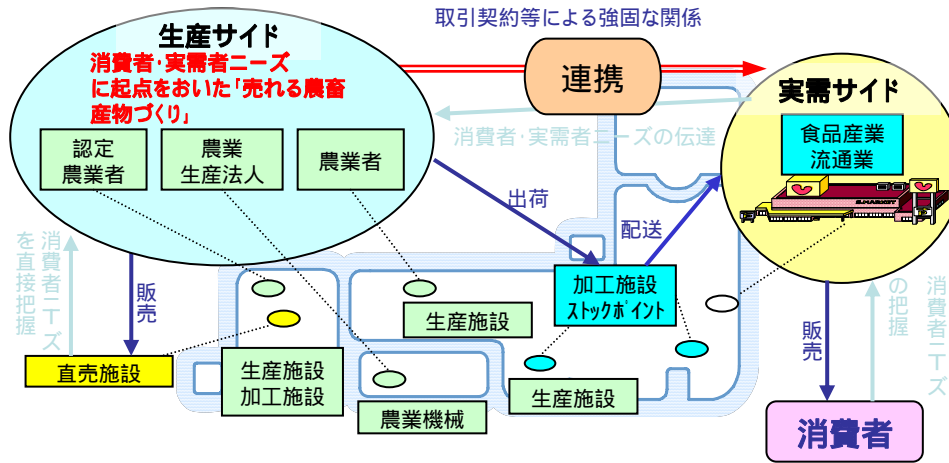 取引契約等による強固な関係
生産サイド
消費者・実需者ニーズ
に起点をおいた「売れる農畜
産物づくり」
連携
実需サイド
消費者・実需者ニーズの伝達
認定
農業者
農業
生産法人
農業者
食品産業
流通業
S.MARKET
出荷
配送
消費者ニーズ
を直接把握
販売
加工施設
ストックポイント
生産施設
消費者ニーズ
の把握
販売
直売施設
生産施設
加工施設
農業機械
生産施設
消費者